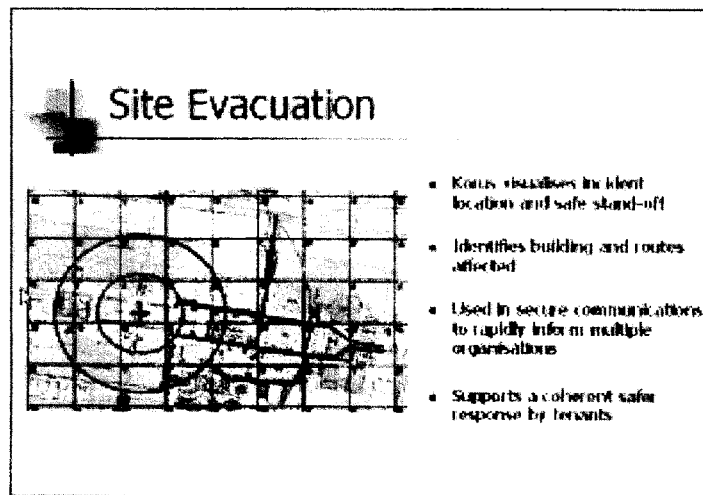 Site Evacuation
visualises incident
location and safe stand-off
Identifies building and routes
affected
Used in secure communications
to rapidly inform multiple
organisations
Supports a coherent safer
response by tenants